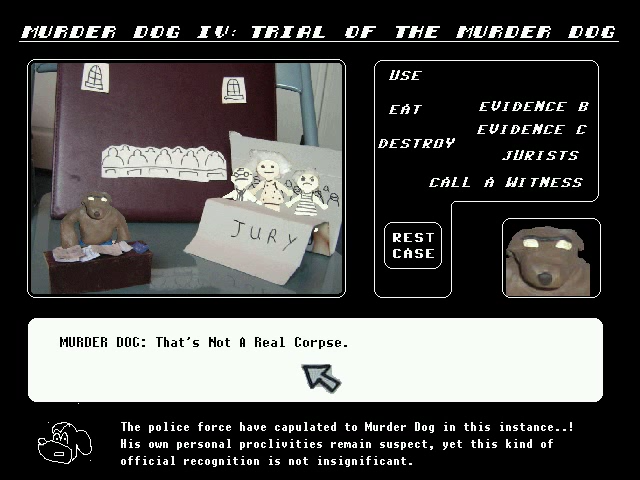 MURDER DOG IV: TRIAL OF THE MURDER DOG
JURY
USE
EAT
DESTROY
EVIDENCE B
EVIDENCE C
JURISTS
CALL A WITNESS
REST
CASE
MURDER DOG: That's Not A Real Corpse.
The police force have capulated to Murder Dog in this instance..!
His own personal proclivities remain suspect, yet this kind of
official recognition is not insignificant.